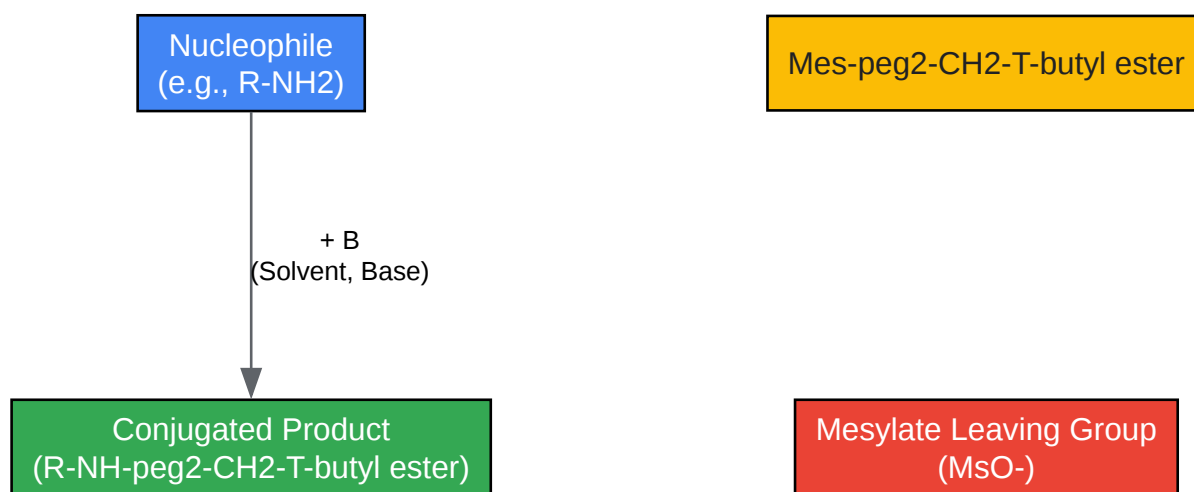 Nucleophile
(e.g., R-NH2)
Mes-peg2-CH2-T-butyl ester
+ B
(Solvent, Base)
Conjugated Product
(R-NH-peg2-CH2-T-butyl ester)
Mesylate Leaving Group
(MsO-)